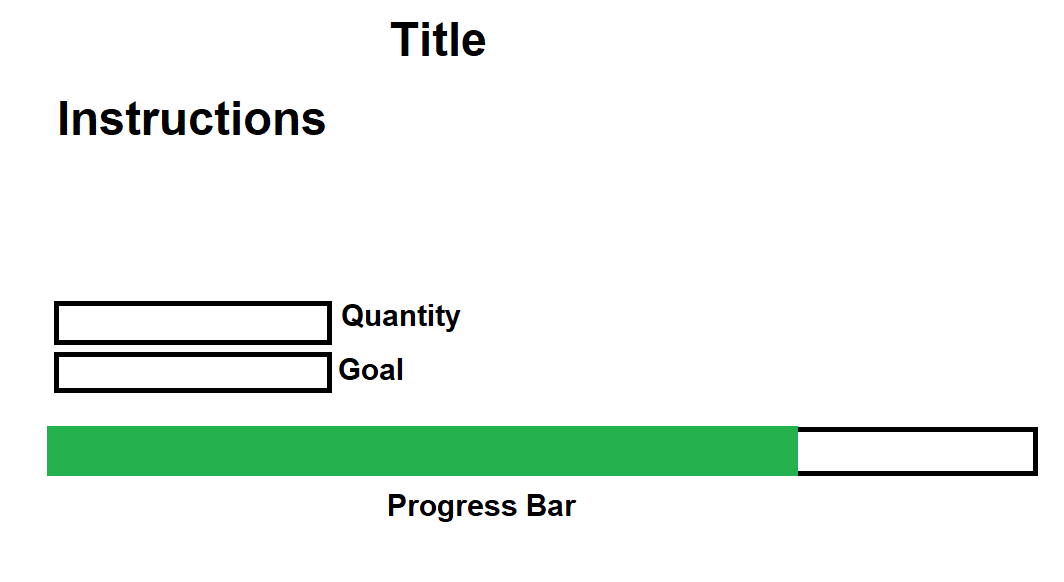 Title
Instructions
Quantity
Goal
Progress Bar